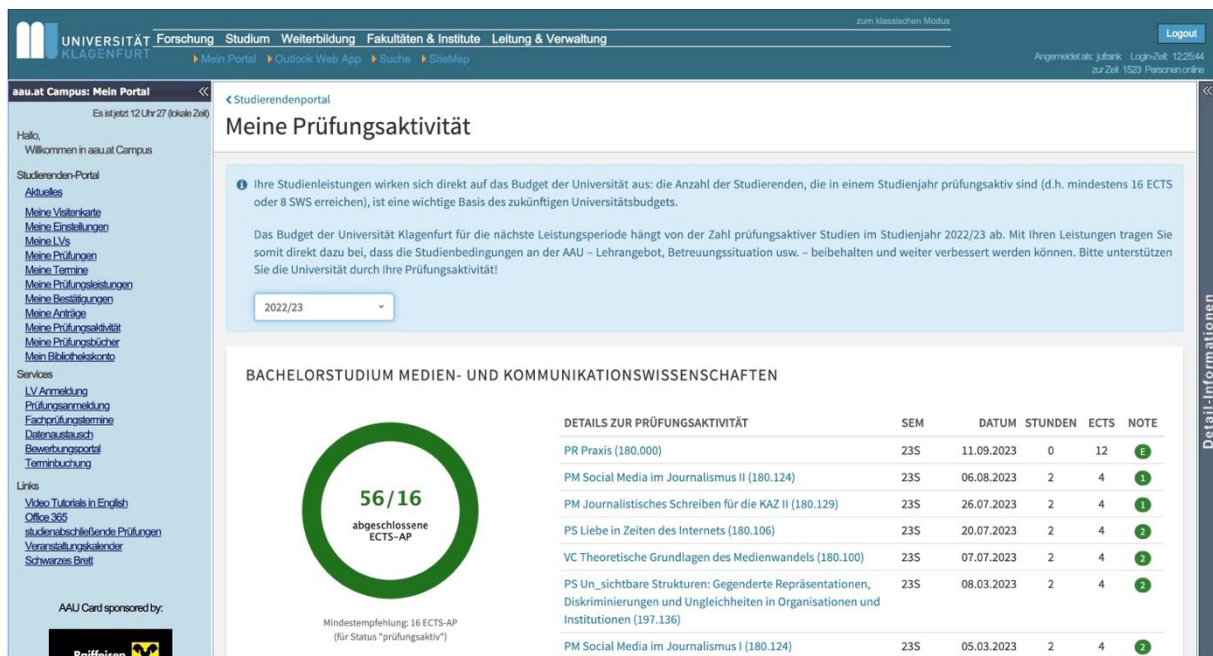 zum klassischen Modus
Logout
UNIVERSITÄT
KLAGENFURT
Forschung Studium Weiterbildung Fakultäten & Institute Leitung & Verwaltung
Mein Portal Outlook Web App Suche SiteMap
Angemeldet als: jufrank Login-Zeit: 12:25:44
zur Zeit 1523 Personen online
aau.at Campus: Mein Portal
Es ist jetzt 12 Uhr 27 (lokale Zeit)
Hallo,
Willkommen in aau.at Campus
Studierenden-Portal
Aktuelles
Meine Visitenkarte
Meine Einstellungen
Meine LVs
Meine Prüfungen
Meine Termine
Meine Prüfungsleistungen
Meine Bestätigungen
Meine Anträge
Meine Prüfungsaktivität
Meine Prüfungsbücher
Mein Bibliothekskonto
Services
LV Anmeldung
Prüfungsanmeldung
Fachprüfungstermine
Datenaustausch
Bewerbungsportal
Terminbuchung
Links
Video Tutorials in English
Office 365
studienabschließende Prüfungen
Veranstaltungskalender
Schwarzes Brett
AAU Card sponsored by:
Raiffeisen
Studierendenportal
Meine Prüfungsaktivität
Ihre Studienleistungen wirken sich direkt auf das Budget der Universität aus: die Anzahl der Studierenden, die in einem Studienjahr prüfungsaktiv sind (d.h. mindestens 16 ECTS
oder 8 SWS erreichen), ist eine wichtige Basis des zukünftigen Universitätsbudgets.
Das Budget der Universität Klagenfurt für die nächste Leistungsperiode hängt von der Zahl prüfungsaktiver Studien im Studienjahr 2022/23 ab. Mit Ihren Leistungen tragen Sie
somit direkt dazu bei, dass die Studienbedingungen an der AAU – Lehrangebot, Betreuungssituation usw. – beibehalten und weiter verbessert werden können. Bitte unterstützen
Sie die Universität durch Ihre Prüfungsaktivität!
2022/23
BACHELORSTUDIUM MEDIEN- UND KOMMUNIKATIONSWISSENSCHAFTEN
56/16
abgeschlossene
ECTS-AP
Mindestempfehlung: 16 ECTS-AP
(für Status "prüfungsaktiv")
DETAILS ZUR PRÜFUNGSAKTIVITÄT SEM DATUM STUNDEN ECTS NOTE
PR Praxis (180.000) 23S 11.09.2023 0 12 E
PM Social Media im Journalismus II (180.124) 23S 06.08.2023 2 4 1
PM Journalistisches Schreiben für die KAZ II (180.129) 23S 26.07.2023 2 4 1
PS Liebe in Zeiten des Internets (180.106) 23S 20.07.2023 2 4 2
VC Theoretische Grundlagen des Medienwandels (180.100) 23S 07.07.2023 2 4 2
PS Un_sichtbare Strukturen: Gegenderte Repräsentationen, 23S 08.03.2023 2 4 2
Diskriminierungen und Ungleichheiten in Organisationen und
Institutionen (197.136)
PM Social Media im Journalismus I (180.124) 23S 05.03.2023 2 4 2
Detail-Informationen